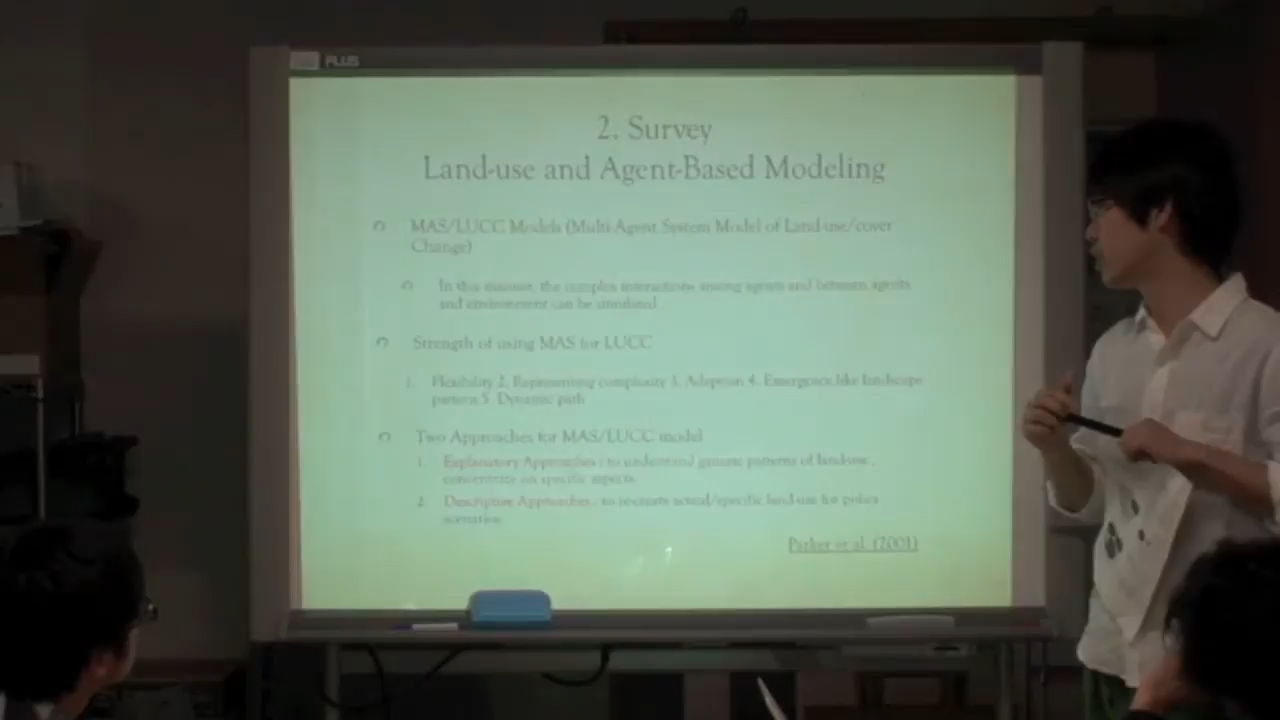 PLUS
2. Survey
Land-use and Agent-Based Modeling
MAS/LUCC Models (Multi Agent System Model of Land-use/cover
Change)
In this manner, the complex interactions among agents and between agents
and environment can be simulated
Strength of using MAS for LUCC
1. Flexibility 2. Representing complexity 3. Adaption 4. Emergence like landscape
pattern 5. Dynamic path
Two Approaches for MAS/LUCC model
1. Explanatory Approaches : to understand generic patterns of land-use,
concentrate on specific aspects
2. Descriptive Approaches : to recreate actual/specific land-use for policy
scenarios
Parker et al. (2001)